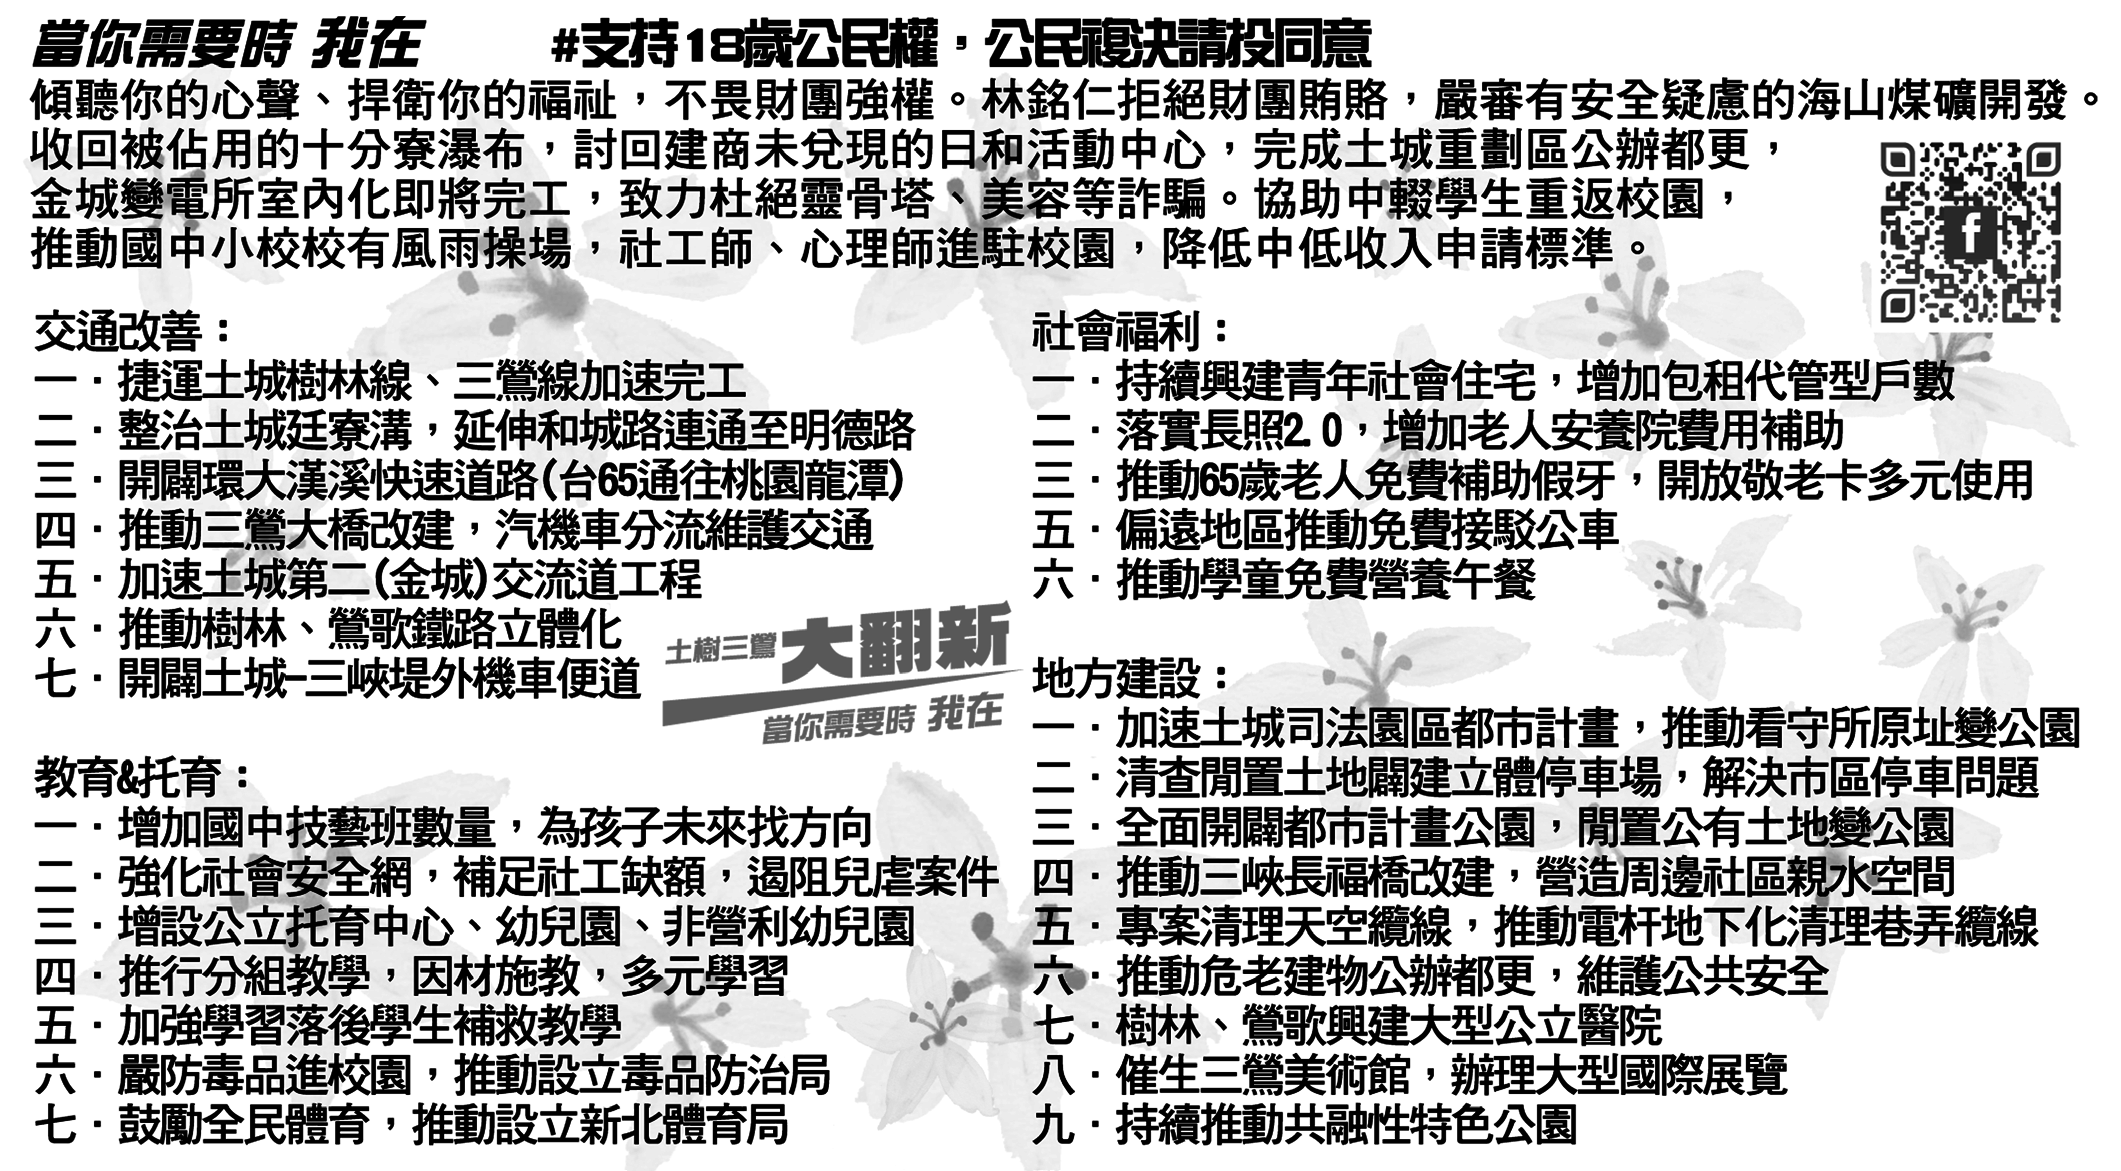 當你需要時 我在 #支持18歲公民權，公民複決請投同意
傾聽你的心聲、捍衛你的福祉，不畏財團強權。林銘仁拒絕財團賄賂，嚴審有安全疑慮的海山煤礦開發。
收回被佔用的十分寮瀑布，討回建商未兌現的日和活動中心，完成土城重劃區公辦都更，
金城變電所室內化即將完工，致力杜絕靈骨塔、美容等詐騙。協助中輟學生重返校園，
推動國中小校校有風雨操場，社工師、心理師進駐校園，降低中低收入申請標準。
交通改善：
一．捷運土城樹林線、三鶯線加速完工
二．整治土城廷寮溝，延伸和城路連通至明德路
三．開闢環大漢溪快速道路(台65通往桃園龍潭)
四．推動三鶯大橋改建，汽機車分流維護交通
五．加速土城第二(金城)交流道工程
六．推動樹林、鶯歌鐵路立體化
七．開闢土城-三峽堤外機車便道
土樹三鶯 大翻新
當你需要時 我在
教育&托育：
一．增加國中技藝班數量，為孩子未來找方向
二．強化社會安全網，補足社工缺額，遏阻兒虐案件
三．增設公立托育中心、幼兒園、非營利幼兒園
四．推行分組教學，因材施教，多元學習
五．加強學習落後學生補救教學
六．嚴防毒品進校園，推動設立毒品防治局
七．鼓勵全民體育，推動設立新北體育局
社會福利：
一．持續興建青年社會住宅，增加包租代管型戶數
二．落實長照2.0，增加老人安養院費用補助
三．推動65歲老人免費補助假牙，開放敬老卡多元使用
五．偏遠地區推動免費接駁公車
六．推動學童免費營養午餐
地方建設：
一．加速土城司法園區都市計畫，推動看守所原址變公園
二．清查閒置土地闢建立體停車場，解決市區停車問題
三．全面開闢都市計畫公園，閒置公有土地變公園
四．推動三峽長福橋改建，營造周邊社區親水空間
五．專案清理天空纜線，推動電杆地下化清理巷弄纜線
六．推動危老建物公辦都更，維護公共安全
七．樹林、鶯歌興建大型公立醫院
八．催生三鶯美術館，辦理大型國際展覽
九．持續推動共融性特色公園